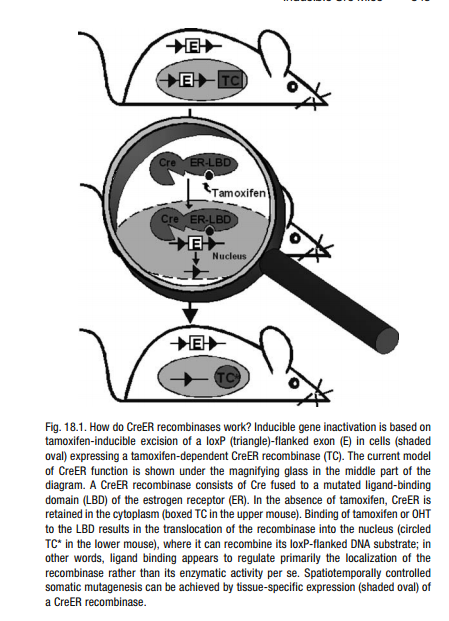 E
E TC
Cre ER-LBD
Tamoxifen
Cre ER-LBD
E
Nucleus
E
TC*
Fig. 18.1. How do CreER recombinases work? Inducible gene inactivation is based on
tamoxifen-inducible excision of a loxP (triangle)-flanked exon (E) in cells (shaded
oval) expressing a tamoxifen-dependent CreER recombinase (TC). The current model
of CreER function is shown under the magnifying glass in the middle part of the
diagram. A CreER recombinase consists of Cre fused to a mutated ligand-binding
domain (LBD) of the estrogen receptor (ER). In the absence of tamoxifen, CreER is
retained in the cytoplasm (boxed TC in the upper mouse). Binding of tamoxifen or OHT
to the LBD results in the translocation of the recombinase into the nucleus (circled
TC* in the lower mouse), where it can recombine its loxP-flanked DNA substrate; in
other words, ligand binding appears to regulate primarily the localization of the
recombinase rather than its enzymatic activity per se. Spatiotemporally controlled
somatic mutagenesis can be achieved by tissue-specific expression (shaded oval) of
a CreER recombinase.